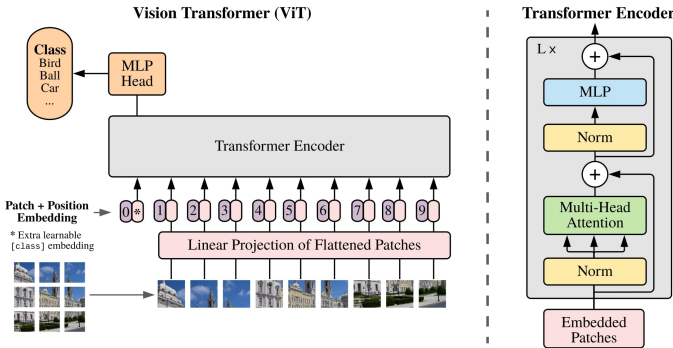 Vision Transformer (ViT)
Class
Bird
Ball
Car
...
MLP
Head
Transformer Encoder
Patch + Position
Embedding
* Extra learnable
[class] embedding
0 * 1 2 3 4 5 6 7 8 9
Linear Projection of Flattened Patches
Transformer Encoder
L ×
+
MLP
Norm
+
Multi-Head
Attention
Norm
Embedded
Patches